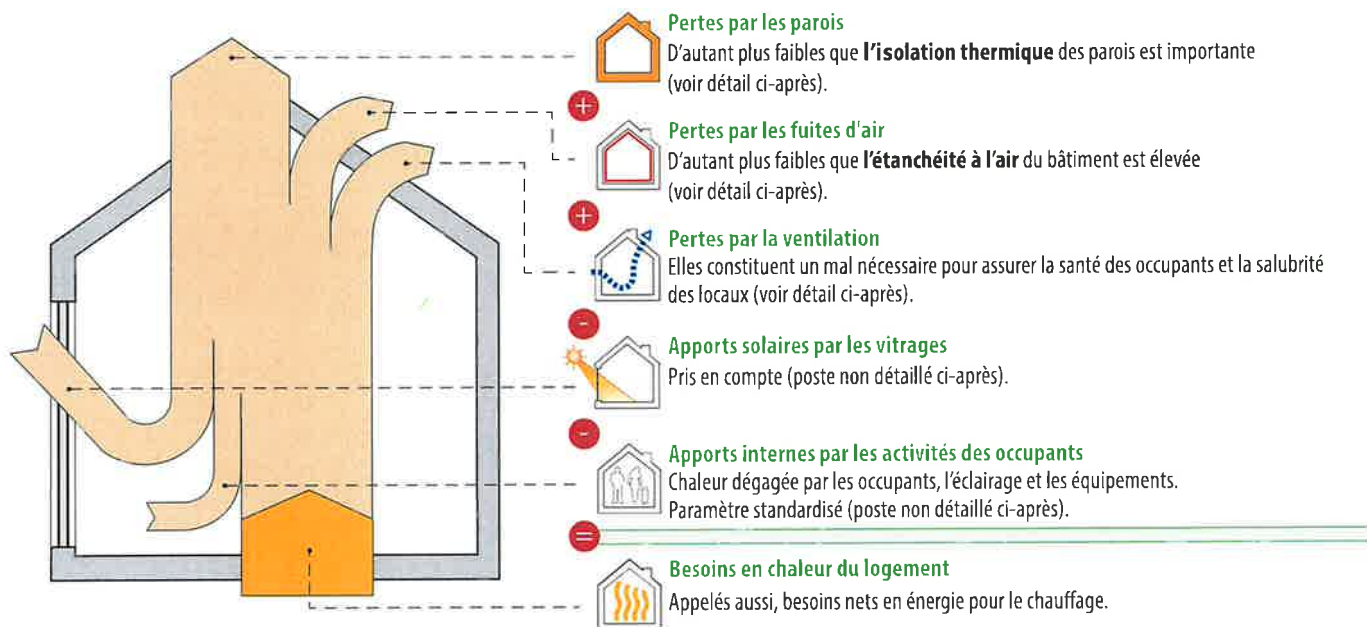 Pertes par les parois
D'autant plus faibles que l'isolation thermique des parois est importante
(voir détail ci-après).
+
Pertes par les fuites d'air
D'autant plus faibles que l'étanchéité à l'air du bâtiment est élevée
(voir détail ci-après).
+
Pertes par la ventilation
Elles constituent un mal nécessaire pour assurer la santé des occupants et la salubrité
des locaux (voir détail ci-après).
-
Apports solaires par les vitrages
Pris en compte (poste non détaillé ci-après).
-
Apports internes par les activités des occupants
Chaleur dégagée par les occupants, l'éclairage et les équipements.
Paramètre standardisé (poste non détaillé ci-après).
=
Besoins en chaleur du logement
Appelés aussi, besoins nets en énergie pour le chauffage.